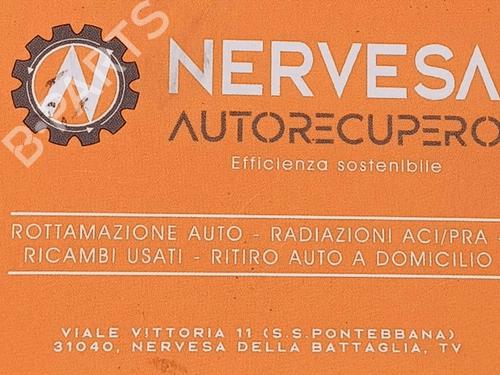 NERVESA
AUTORECUPERO
Efficienza sostenibile
ROTTAMAZIONE AUTO - RADIAZIONI ACI/PRA
RICAMBI USATI - RITIRO AUTO A DOMICILIO
VIALE VITTORIA 11 (S.S.PONTEBBANA)
31040, NERVESA DELLA BATTAGLIA, TV
B-PARTS